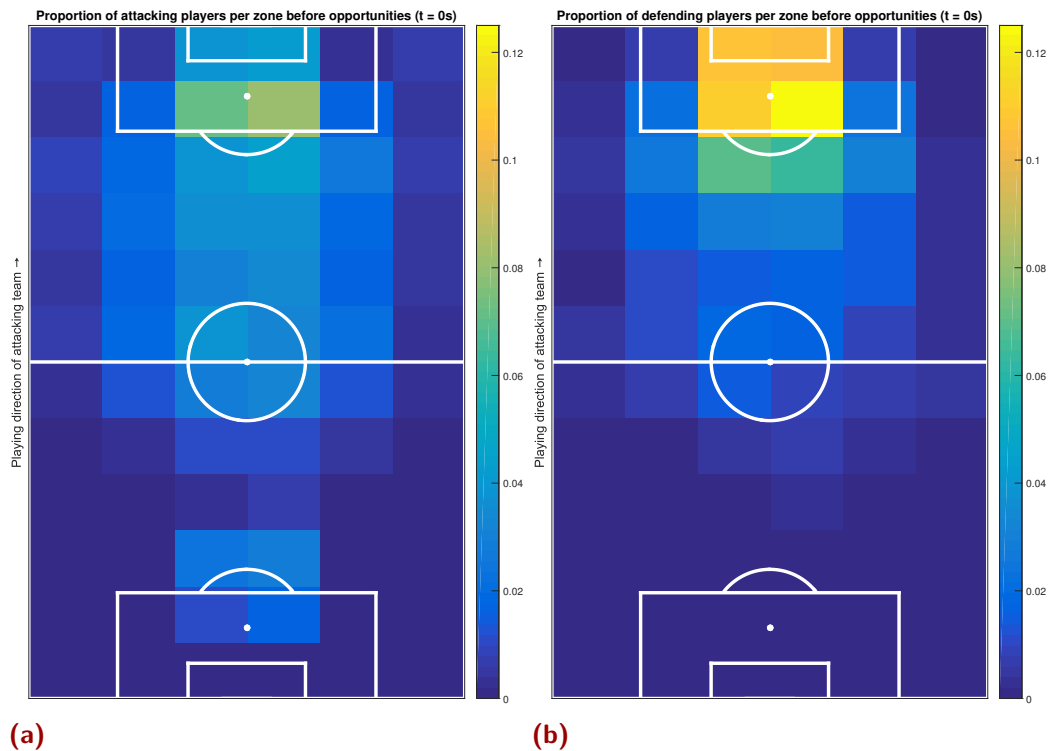 Proportion of attacking players per zone before opportunities (t = 0s)
Playing direction of attacking team →
0.12
0.1
0.08
0.06
0.04
0.02
0
(a)
Proportion of defending players per zone before opportunities (t = 0s)
Playing direction of attacking team →
0.12
0.1
0.08
0.06
0.04
0.02
0
(b)